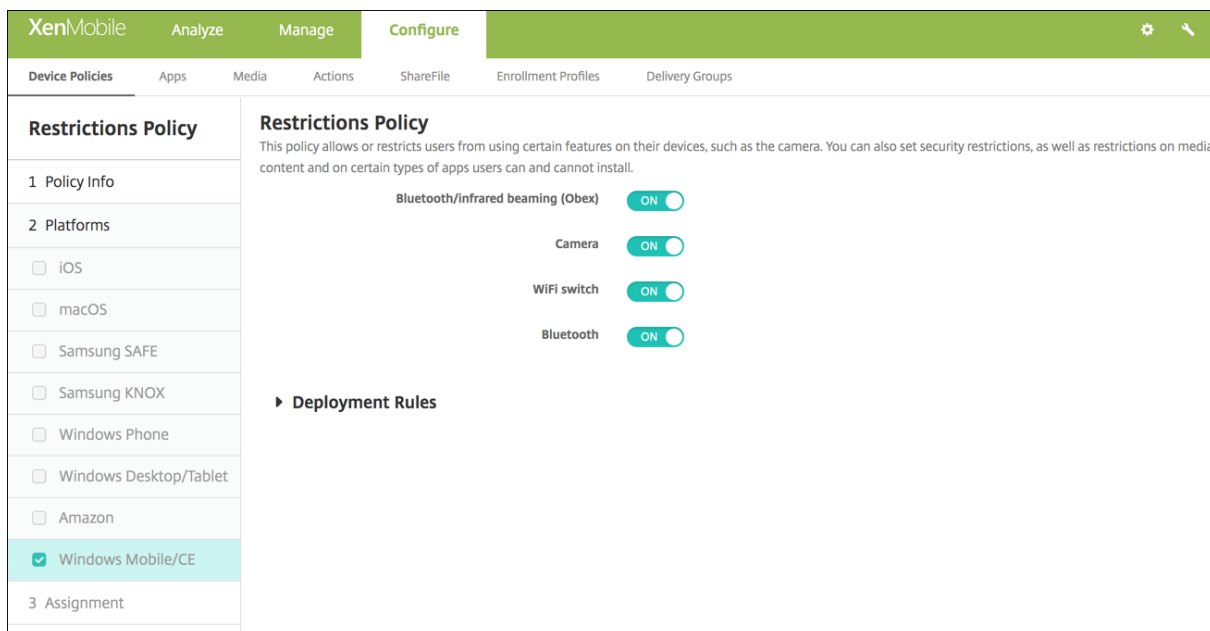 XenMobile Analyze Manage Configure
Device Policies Apps Media Actions ShareFile Enrollment Profiles Delivery Groups
Restrictions Policy
1 Policy Info
2 Platforms
iOS
macOS
Samsung SAFE
Samsung KNOX
Windows Phone
Windows Desktop/Tablet
Amazon
Windows Mobile/CE
3 Assignment
Restrictions Policy
This policy allows or restricts users from using certain features on their devices, such as the camera. You can also set security restrictions, as well as restrictions on media
content and on certain types of apps users can and cannot install.
Bluetooth/infrared beaming (Obex) ON
Camera ON
WiFi switch ON
Bluetooth ON
Deployment Rules